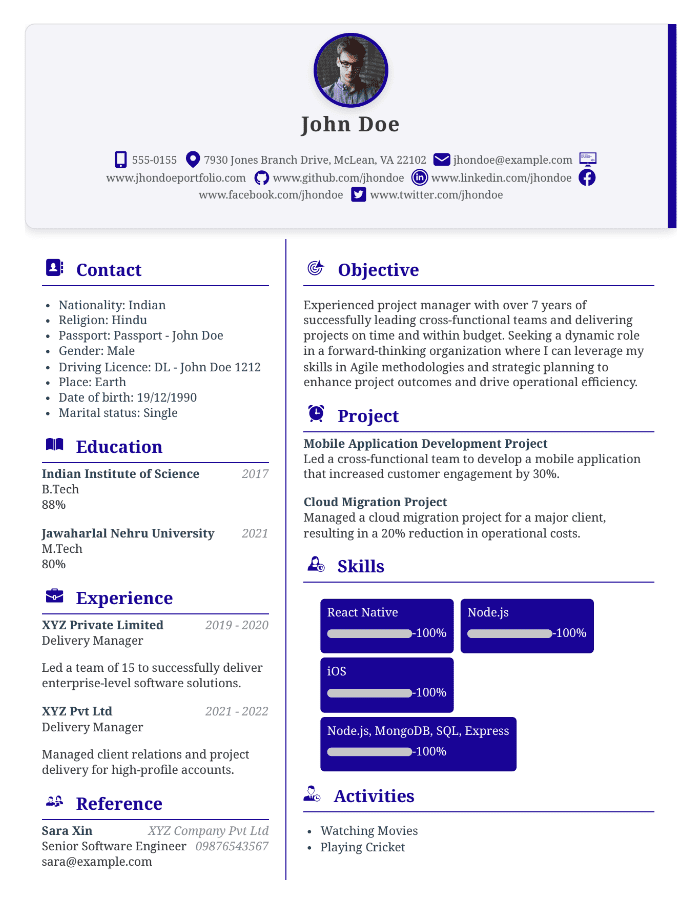 John Doe
555-0155 7930 Jones Branch Drive, McLean, VA 22102 jhondoe@example.com
www.jhondoeportfolio.com www.github.com/jhondoe www.linkedin.com/jhondoe
www.facebook.com/jhondoe www.twitter.com/jhondoe
Contact
• Nationality: Indian
• Religion: Hindu
• Passport: Passport - John Doe
• Gender: Male
• Driving Licence: DL - John Doe 1212
• Place: Earth
• Date of birth: 19/12/1990
• Marital status: Single
Education
Indian Institute of Science 2017
B.Tech
88%
Jawaharlal Nehru University 2021
M.Tech
80%
Experience
XYZ Private Limited 2019 - 2020
Delivery Manager
Led a team of 15 to successfully deliver
enterprise-level software solutions.
XYZ Pvt Ltd 2021 - 2022
Delivery Manager
Managed client relations and project
delivery for high-profile accounts.
Reference
Sara Xin XYZ Company Pvt Ltd
Senior Software Engineer 09876543567
sara@example.com
Objective
Experienced project manager with over 7 years of
successfully leading cross-functional teams and delivering
projects on time and within budget. Seeking a dynamic role
in a forward-thinking organization where I can leverage my
skills in Agile methodologies and strategic planning to
enhance project outcomes and drive operational efficiency.
Project
Mobile Application Development Project
Led a cross-functional team to develop a mobile application
that increased customer engagement by 30%.
Cloud Migration Project
Managed a cloud migration project for a major client,
resulting in a 20% reduction in operational costs.
Skills
React Native
-100%
Node.js
-100%
iOS
-100%
Node.js, MongoDB, SQL, Express
-100%
Activities
• Watching Movies
• Playing Cricket